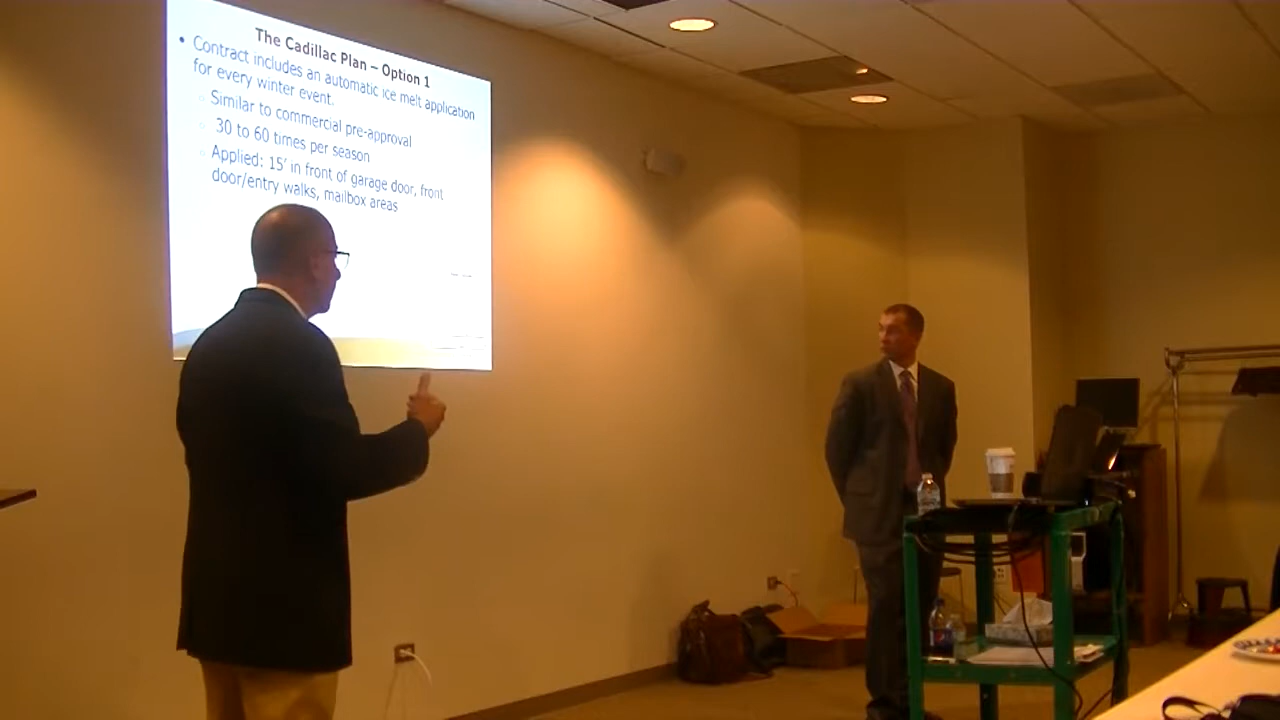 The Cadillac Plan – Option 1
• Contract includes an automatic ice melt application
for every winter event.
○ Similar to commercial pre-approval
○ 30 to 60 times per season
○ Applied: 15' in front of garage door, front
door/entry walks, mailbox areas